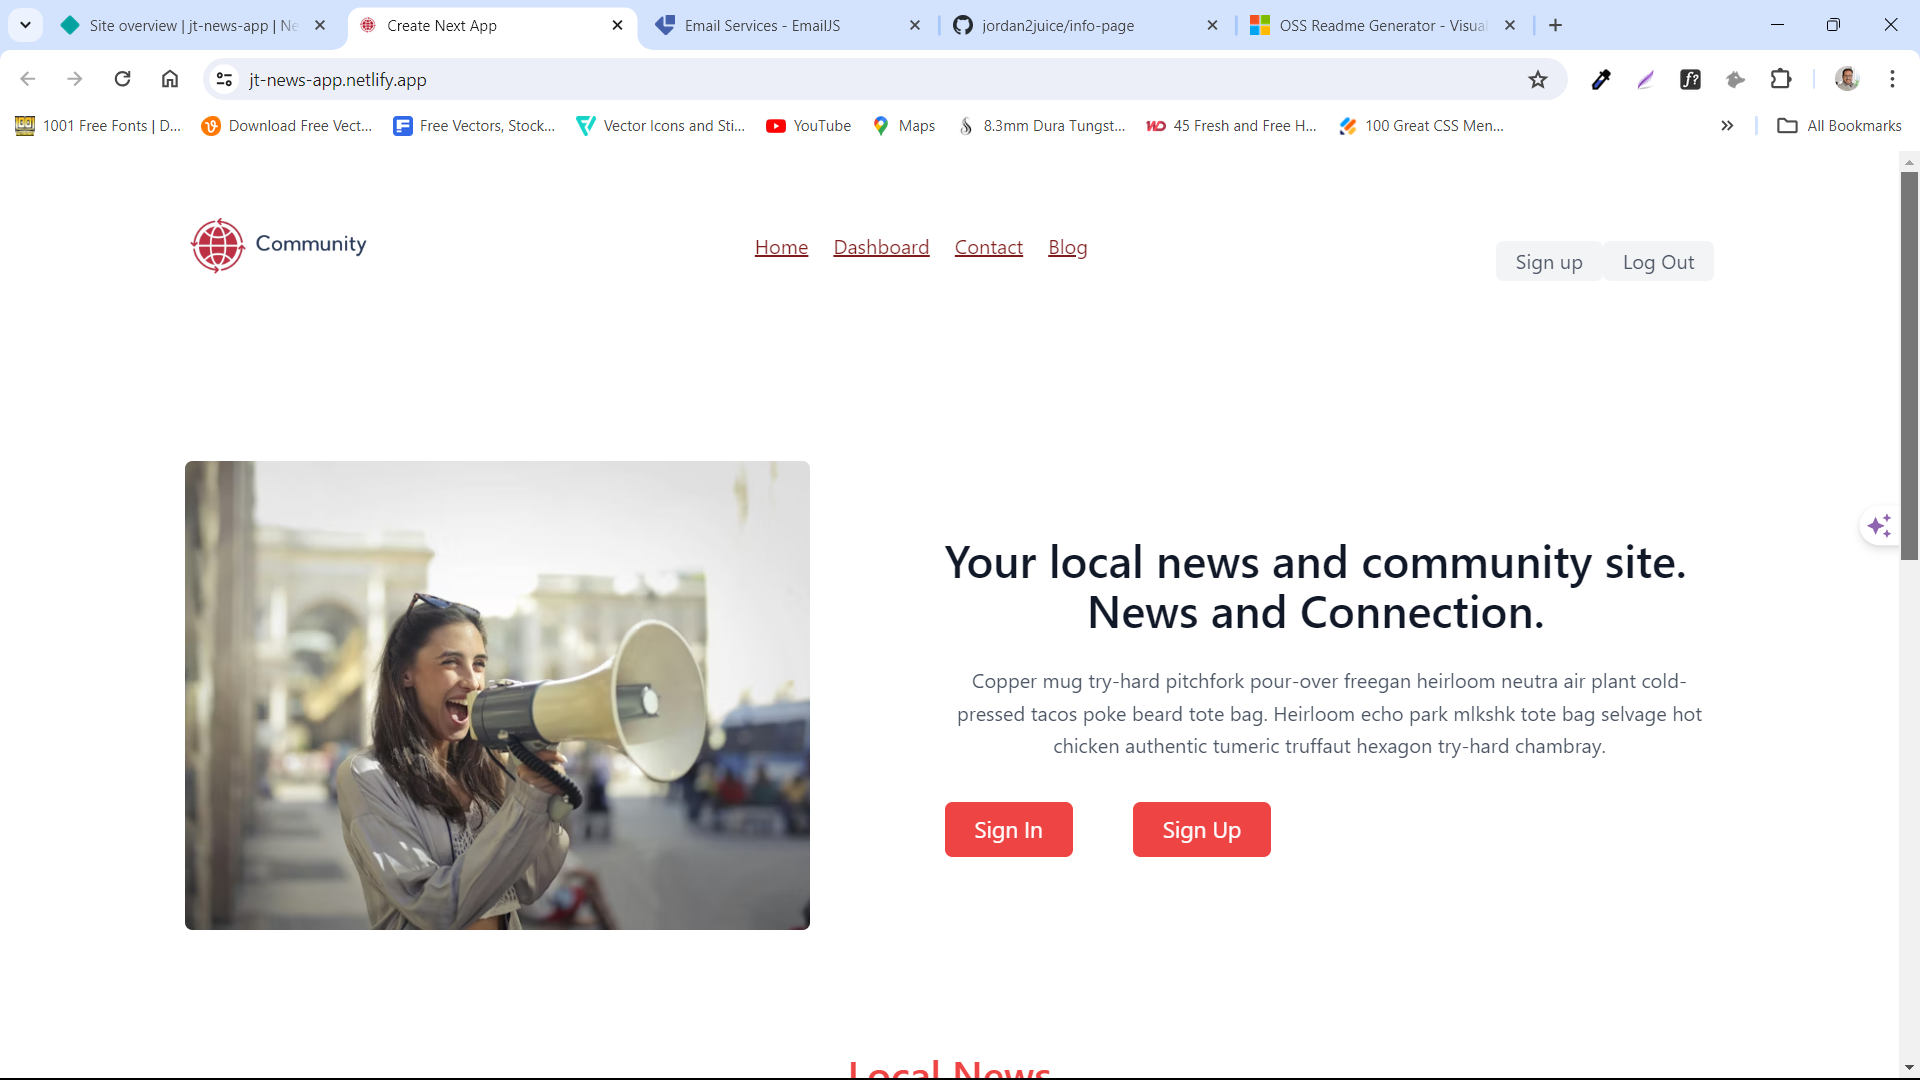 Site overview | jt-news-app | Ne
Create Next App
Email Services - EmailJS
jordan2juice/info-page
OSS Readme Generator - Visual
jt-news-app.netlify.app
1001 Free Fonts | D...
Download Free Vect...
Free Vectors, Stock...
Vector Icons and Sti...
YouTube
Maps
8.3mm Dura Tungst...
45 Fresh and Free H...
100 Great CSS Men...
All Bookmarks
Community
Home
Dashboard
Contact
Blog
Sign up
Log Out
Your local news and community site.
News and Connection.
Copper mug try-hard pitchfork pour-over freegan heirloom neutra air plant cold-
pressed tacos poke beard tote bag. Heirloom echo park mlkshk tote bag selvage hot
chicken authentic tumeric truffaut hexagon try-hard chambray.
Sign In
Sign Up
Local News